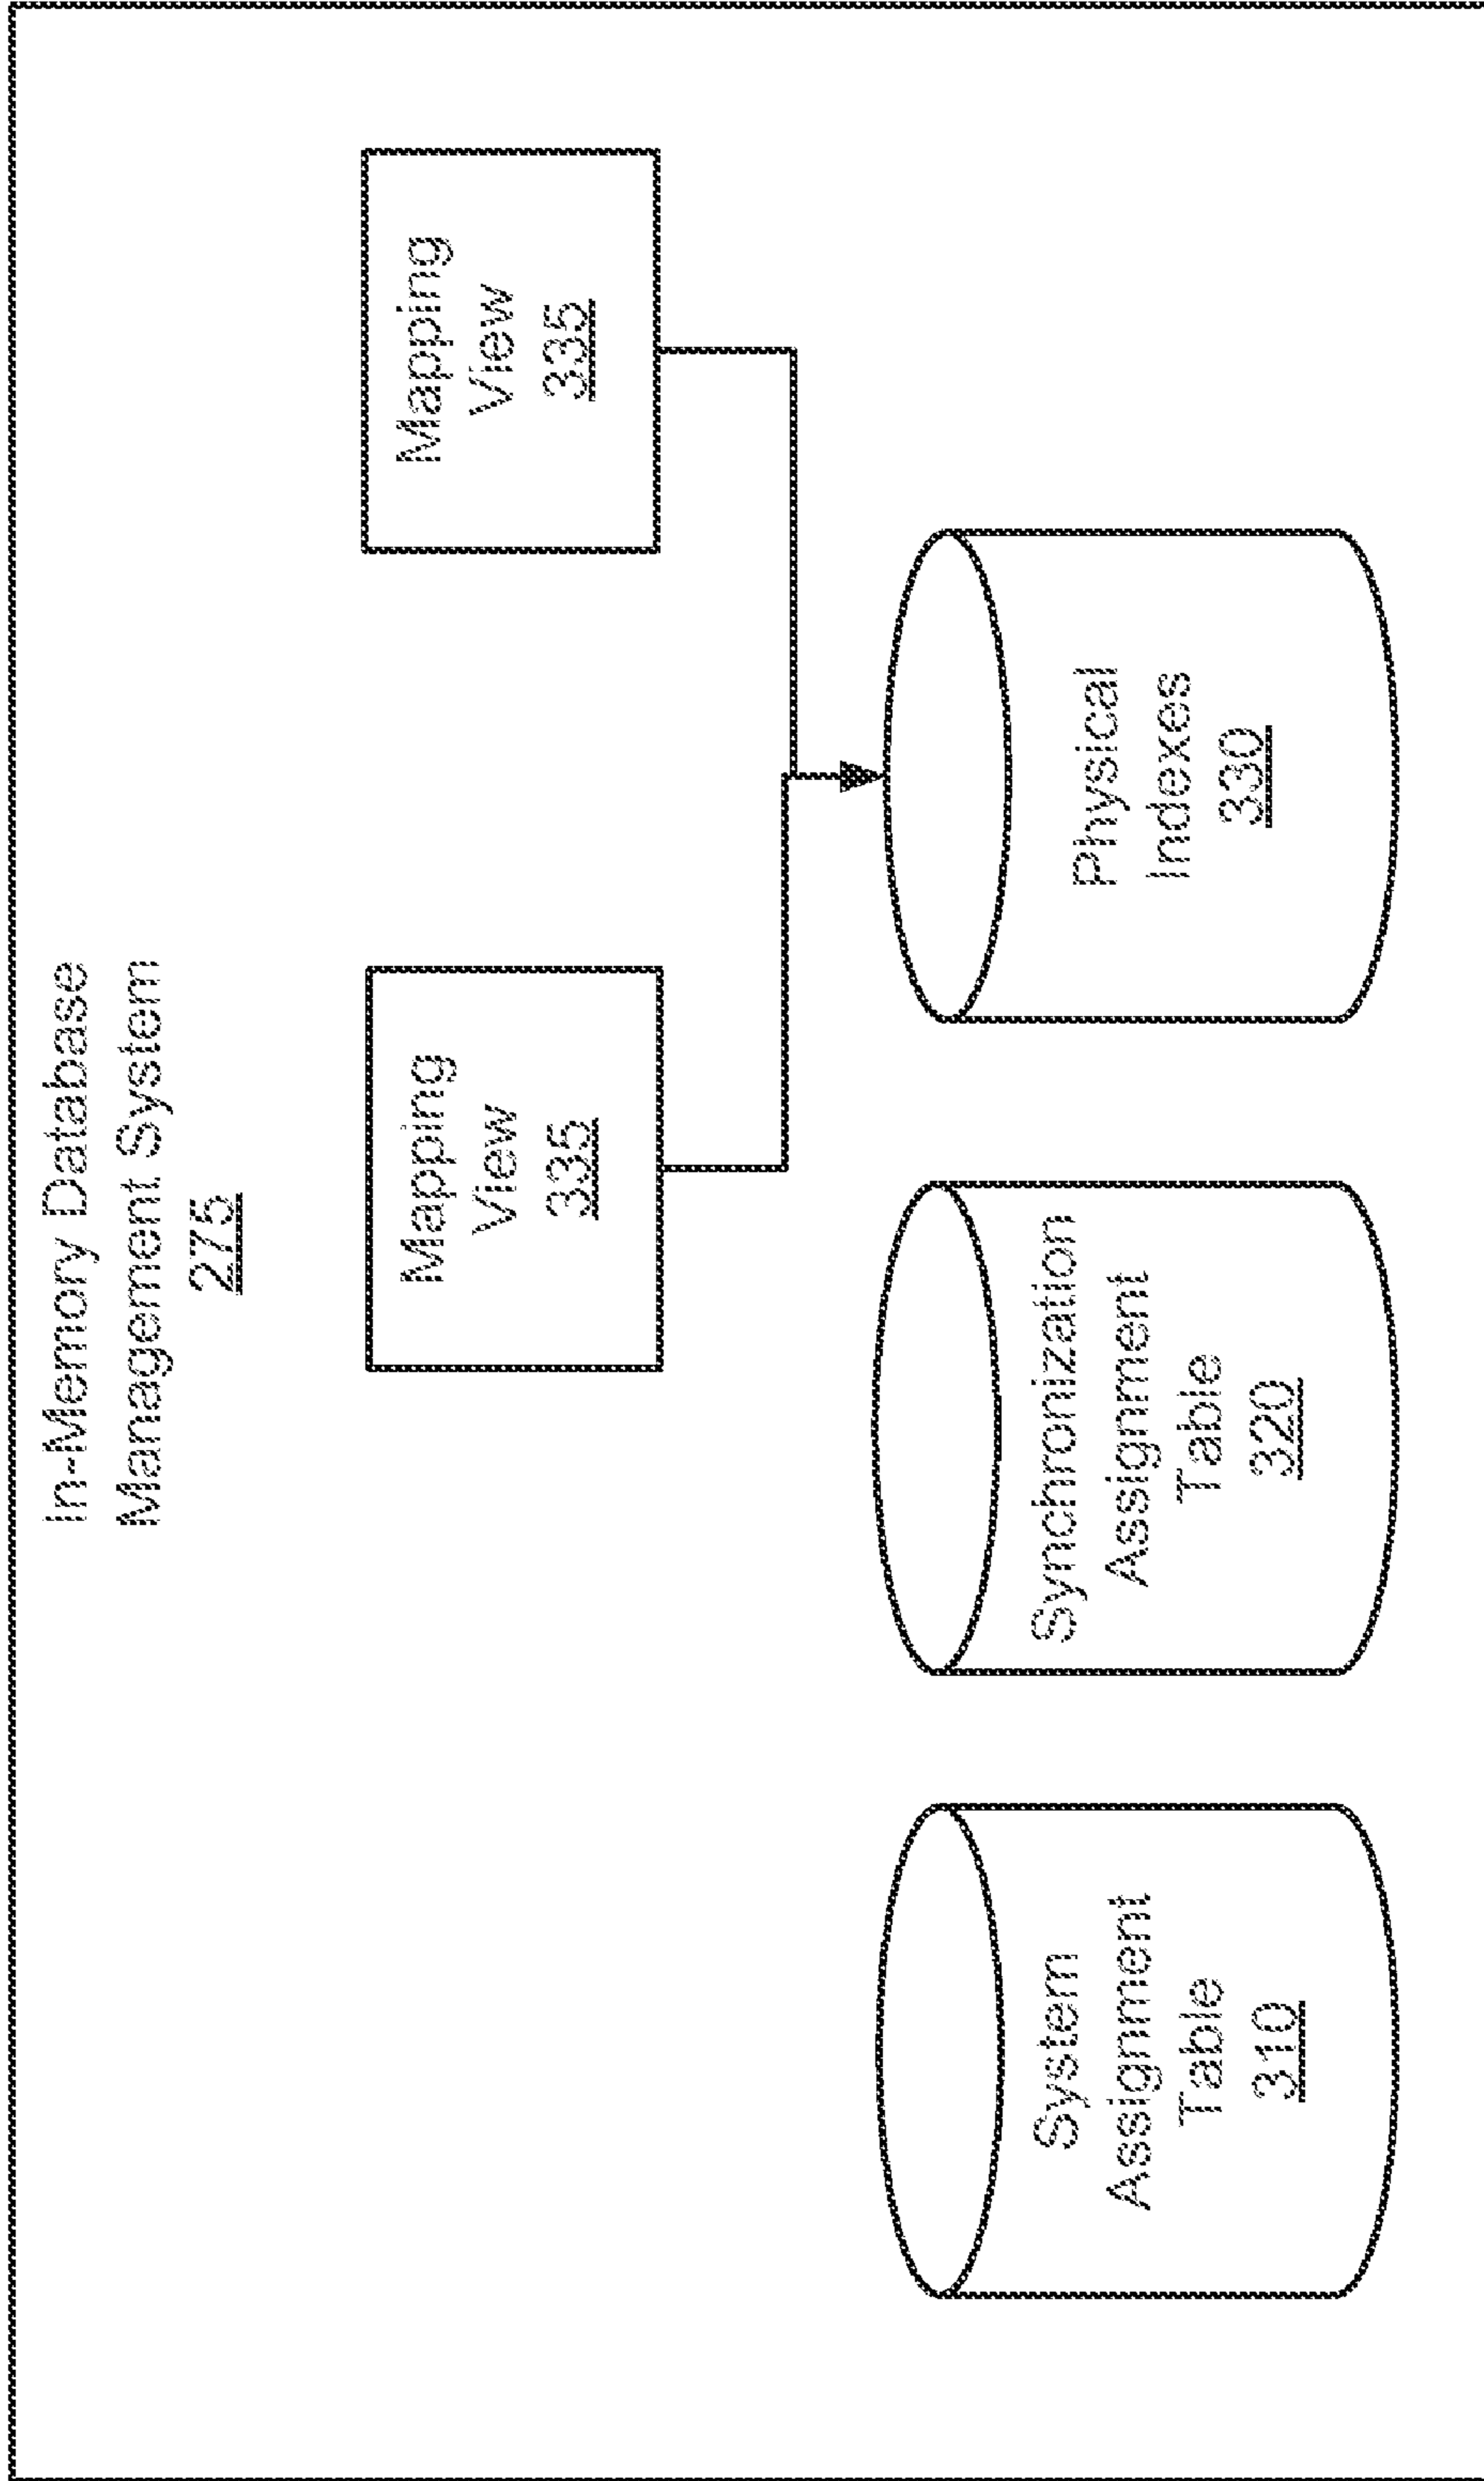 In-Memory Database
Management System
275
Mapping
View
335
Mapping
View
335
System
Assignment
Table
310
Synchronization
Assignment
Table
320
Physical
Indexes
330